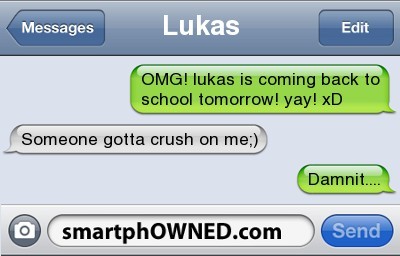 Messages
Lukas
Edit
OMG! lukas is coming back to
school tomorrow! yay! xD
Someone gotta crush on me;)
Damnit....
smartphOWNED.com
Send